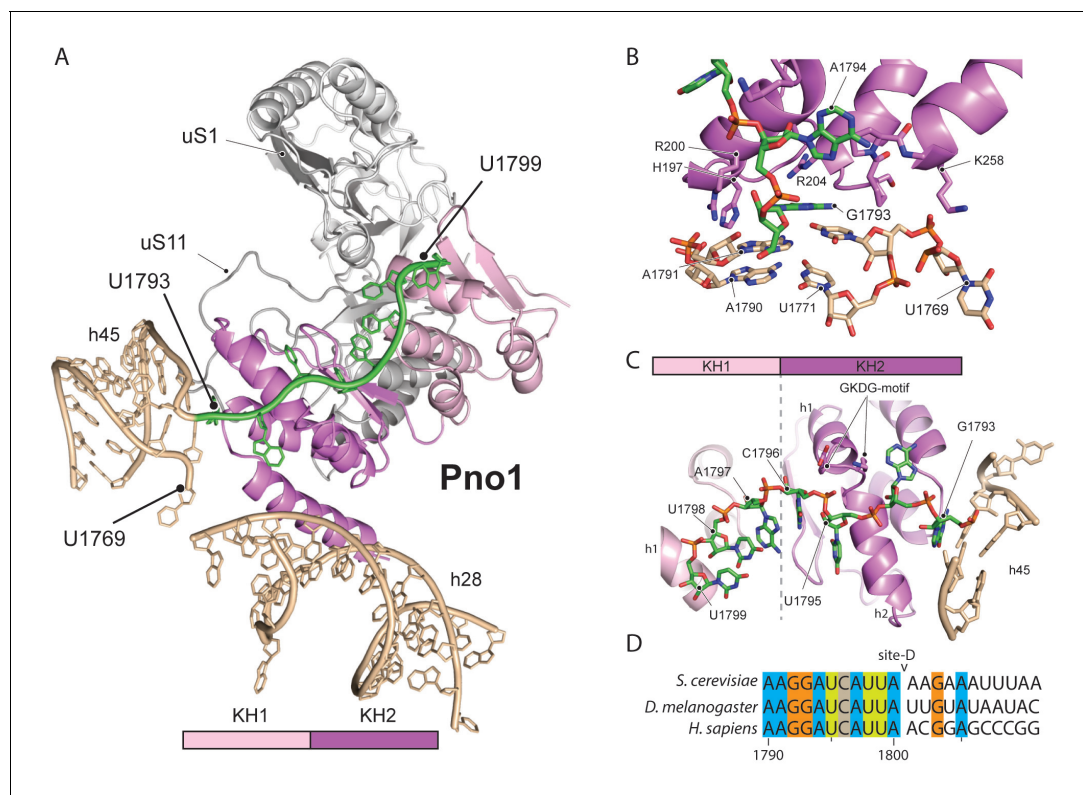 A
uS1
U1799
uS11
U1793
h45
Pno1
U1769
h28
KH1 KH2
B
A1794
R200
H197
R204
K258
G1793
A1791
A1790
U1771
U1769
C
KH1 KH2
GKDG-motif
h1
C1796
G1793
A1797
U1798
h1
U1799
U1795
h2
h45
D
site-D
v
S. cerevisiae AAGGAUCAUUA AAGAAAUUUAA
D. melanogaster AAGGAUCAUUA UUGUAUAAUAC
H. sapiens AAGGAUCAUUA ACGGAGCCCGG
1790 1800